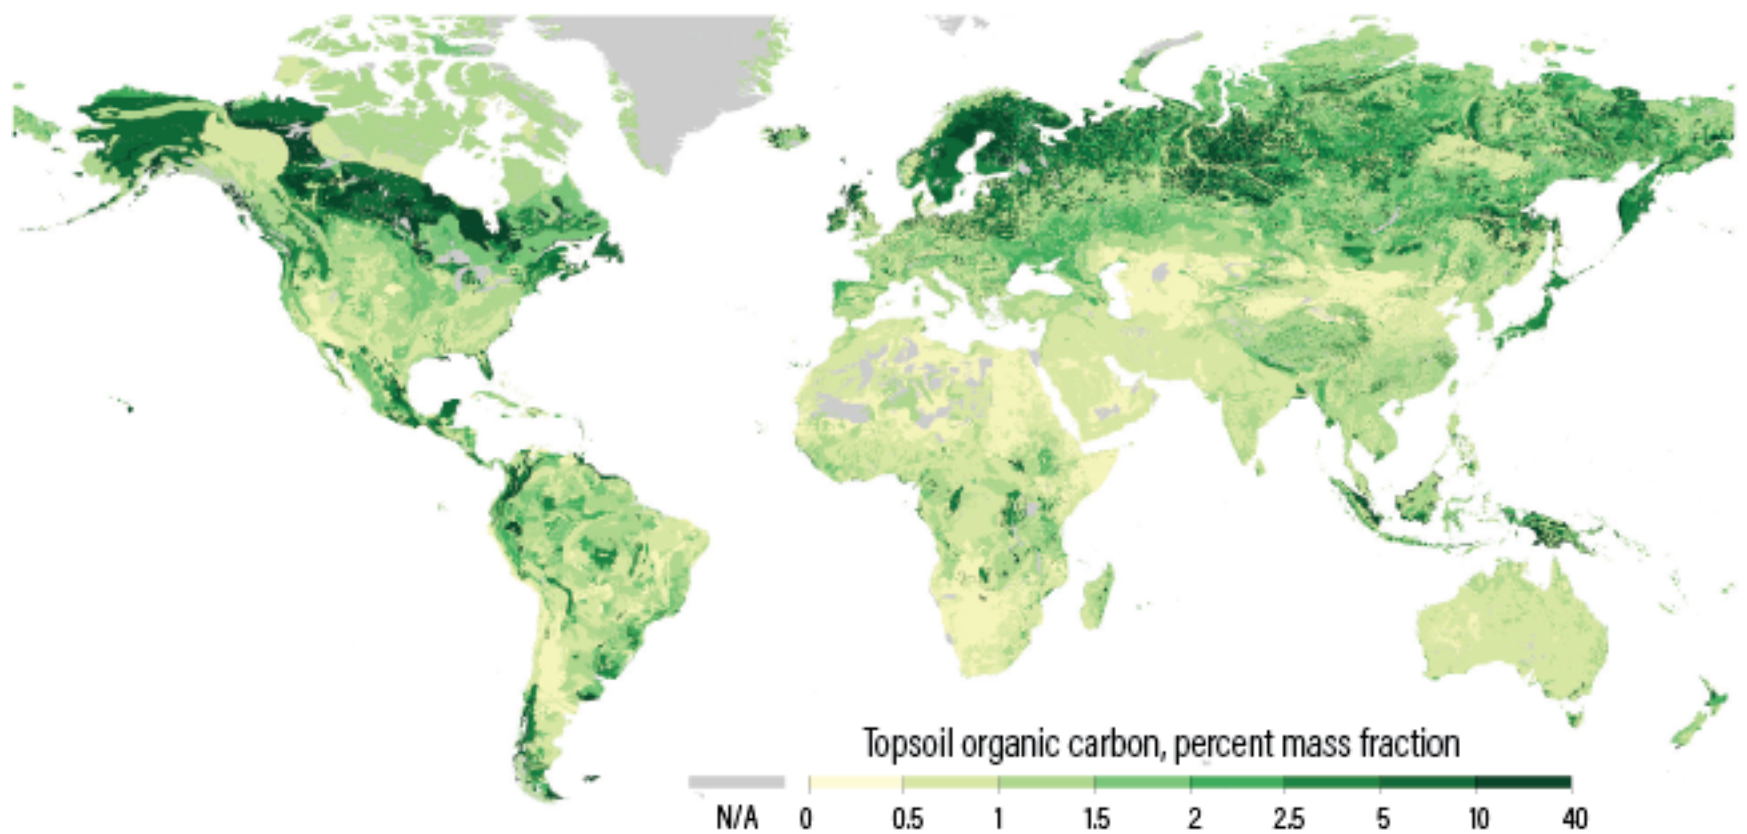 Topsoil organic carbon, percent mass fraction
N/A 0 0.5 1 1.5 2 2.5 5 10 40